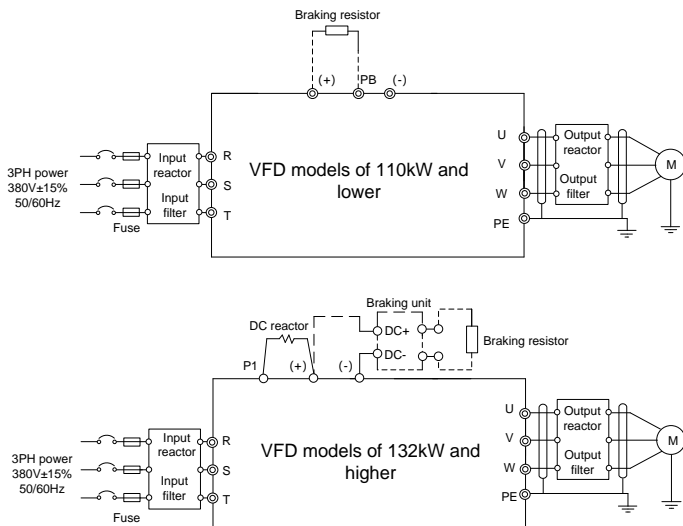 Braking resistor
(+) PB (-)
3PH power
380V±15%
50/60Hz
Fuse
Input
reactor
Input
filter
R
S
T
VFD models of 110kW and
lower
U
V
W
PE
Output
reactor
Output
filter
M
Braking unit
DC reactor
DC+
DC-
Braking resistor
P1 (+) (-)
3PH power
380V±15%
50/60Hz
Fuse
Input
reactor
Input
filter
R
S
T
VFD models of 132kW and
higher
U
V
W
PE
Output
reactor
Output
filter
M